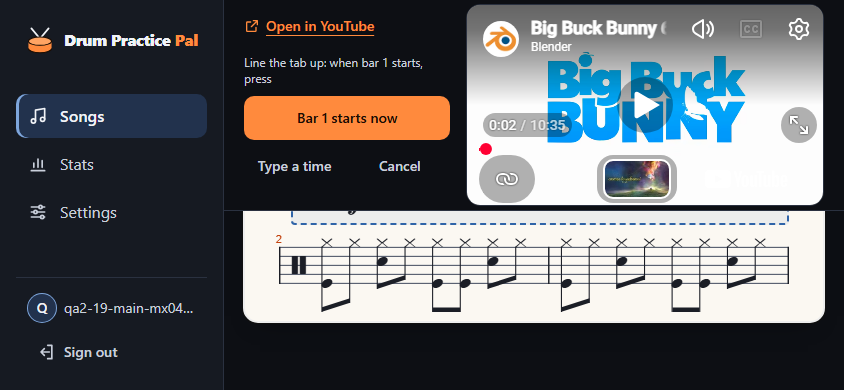 Drum Practice Pal
Songs
Stats
Settings
Q
qa2-19-main-mx04...
Sign out
Open in YouTube
Line the tab up: when bar 1 starts,
press
Bar 1 starts now
Type a time
Cancel
Big Buck Bunny
Blender
CC
Big Buck
BUNNY
0:02 / 10:35
2